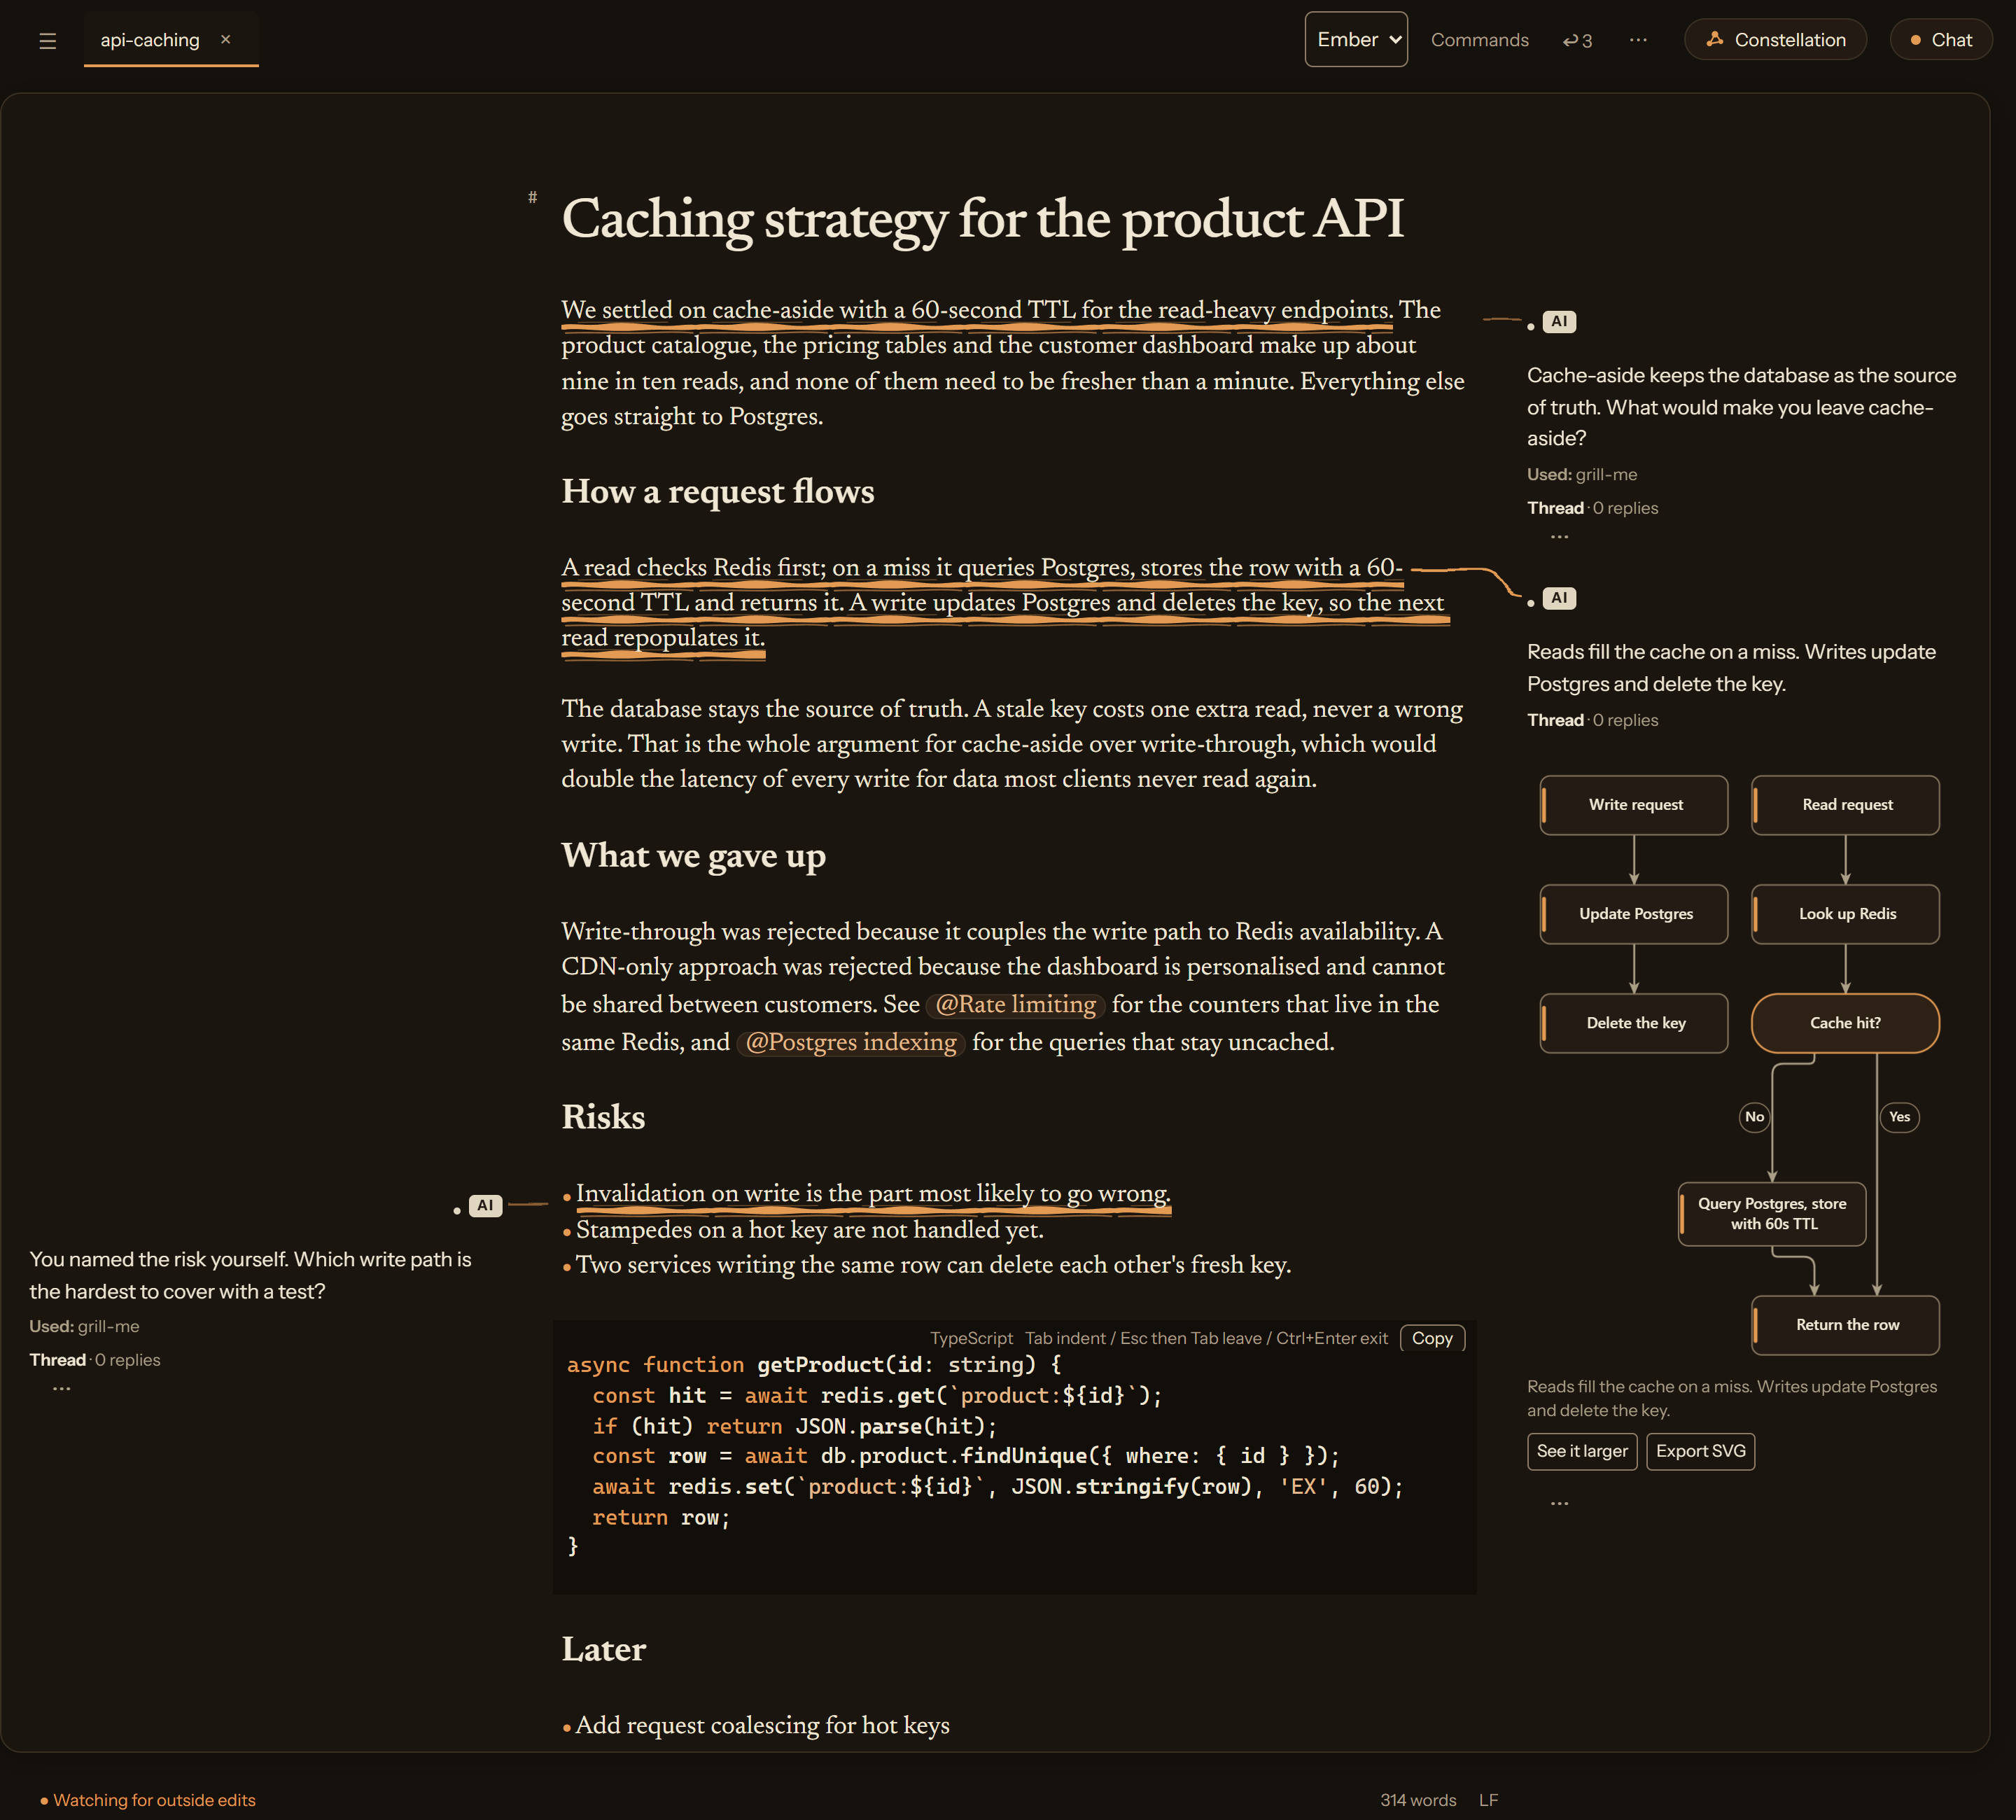 api-caching ×
Ember
Commands
3
Constellation
Chat
#
Caching strategy for the product API
We settled on cache-aside with a 60-second TTL for the read-heavy endpoints. The
product catalogue, the pricing tables and the customer dashboard make up about
nine in ten reads, and none of them need to be fresher than a minute. Everything else
goes straight to Postgres.
AI
Cache-aside keeps the database as the source
of truth. What would make you leave cache-
aside?
Used: grill-me
Thread · 0 replies
...
How a request flows
A read checks Redis first; on a miss it queries Postgres, stores the row with a 60-
second TTL and returns it. A write updates Postgres and deletes the key, so the next
read repopulates it.
AI
Reads fill the cache on a miss. Writes update
Postgres and delete the key.
Thread · 0 replies
The database stays the source of truth. A stale key costs one extra read, never a wrong
write. That is the whole argument for cache-aside over write-through, which would
double the latency of every write for data most clients never read again.
What we gave up
Write-through was rejected because it couples the write path to Redis availability. A
CDN-only approach was rejected because the dashboard is personalised and cannot
be shared between customers. See @Rate limiting for the counters that live in the
same Redis, and @Postgres indexing for the queries that stay uncached.
Write request
Read request
Update Postgres
Look up Redis
Delete the key
Cache hit?
No
Yes
Query Postgres, store
with 60s TTL
Return the row
Reads fill the cache on a miss. Writes update Postgres
and delete the key.
See it larger
Export SVG
...
Risks
AI
You named the risk yourself. Which write path is
the hardest to cover with a test?
Used: grill-me
Thread · 0 replies
...
• Invalidation on write is the part most likely to go wrong.
• Stampedes on a hot key are not handled yet.
• Two services writing the same row can delete each other's fresh key.
TypeScript Tab indent / Esc then Tab leave / Ctrl+Enter exit Copy
async function getProduct(id: string) {
  const hit = await redis.get(`product:${id}`);
  if (hit) return JSON.parse(hit);
  const row = await db.product.findUnique({ where: { id } });
  await redis.set(`product:${id}`, JSON.stringify(row), 'EX', 60);
  return row;
}
Later
• Add request coalescing for hot keys
• Watching for outside edits
314 words
LF